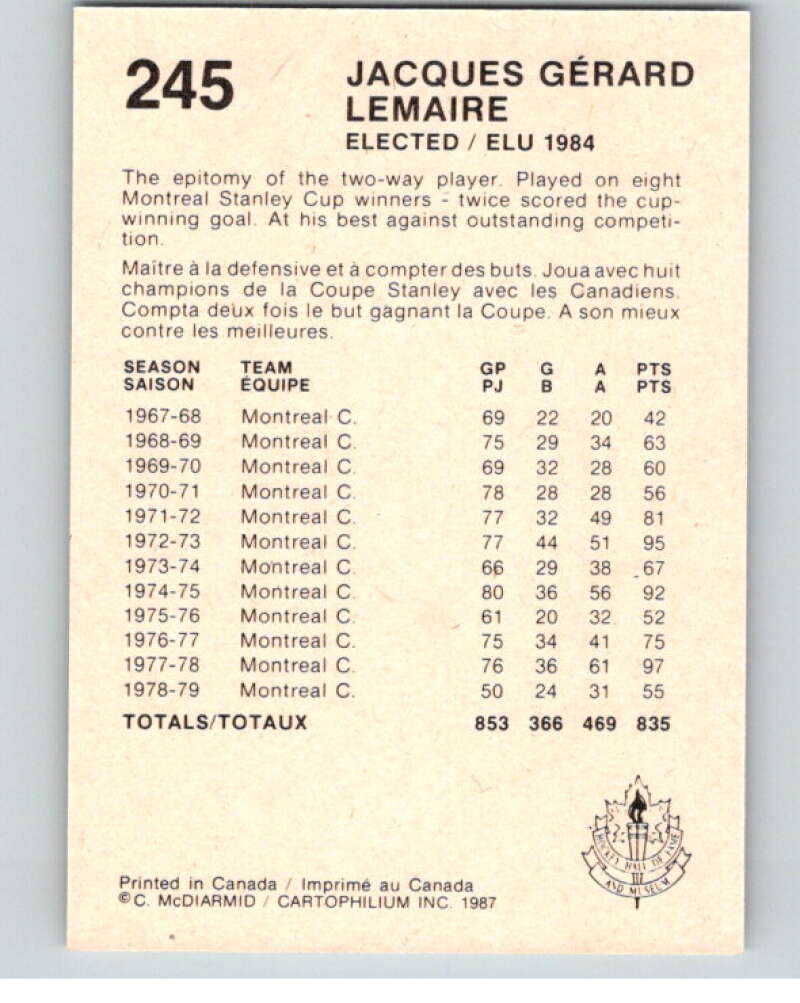 245
JACQUES GÉRARD
LEMAIRE
ELECTED / ELU 1984
The epitomy of the two-way player. Played on eight
Montreal Stanley Cup winners - twice scored the cup-
winning goal. At his best against outstanding competi-
tion.
Maître à la defensive et à compter des buts. Joua avec huit
champions de la Coupe Stanley avec les Canadiens.
Compta deux fois le but gagnant la Coupe. A son mieux
contre les meilleures.
SEASON TEAM GP G A PTS
SAISON ÉQUIPE PJ B A PTS
1967-68 Montreal C. 69 22 20 42
1968-69 Montreal C. 75 29 34 63
1969-70 Montreal C. 69 32 28 60
1970-71 Montreal C. 78 28 28 56
1971-72 Montreal C. 77 32 49 81
1972-73 Montreal C. 77 44 51 95
1973-74 Montreal C. 66 29 38 67
1974-75 Montreal C. 80 36 56 92
1975-76 Montreal C. 61 20 32 52
1976-77 Montreal C. 75 34 41 75
1977-78 Montreal C. 76 36 61 97
1978-79 Montreal C. 50 24 31 55
TOTALS/TOTAUX 853 366 469 835
HOCKEY HALL OF FAME
AND MUSEUM
Printed in Canada / Imprimé au Canada
© C. McDIARMID / CARTOPHILIUM INC. 1987